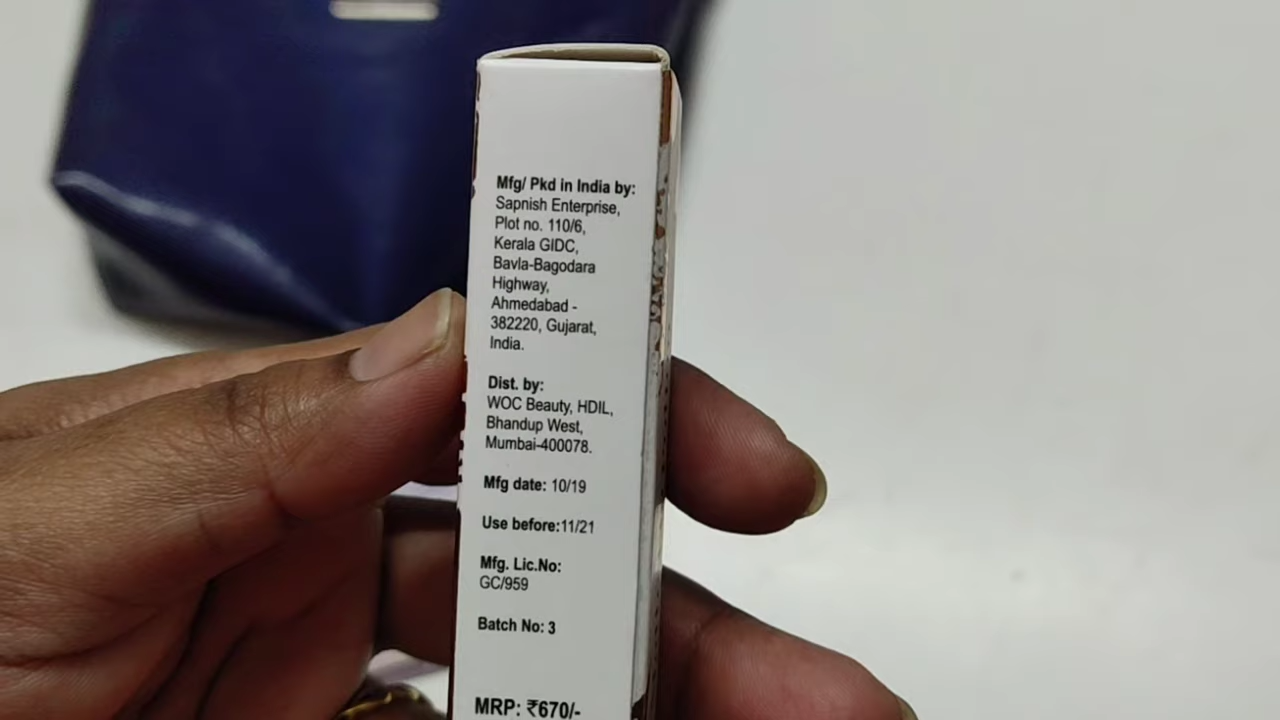 Mfg/ Pkd in India by:
Sapnish Enterprise,
Plot no. 110/6,
Kerala GIDC,
Bavla-Bagodara
Highway,
Ahmedabad -
382220, Gujarat,
India.
Dist. by:
WOC Beauty, HDIL,
Bhandup West,
Mumbai-400078.
Mfg date: 10/19
Use before:11/21
Mfg. Lic.No:
GC/959
Batch No: 3
MRP: ₹670/-